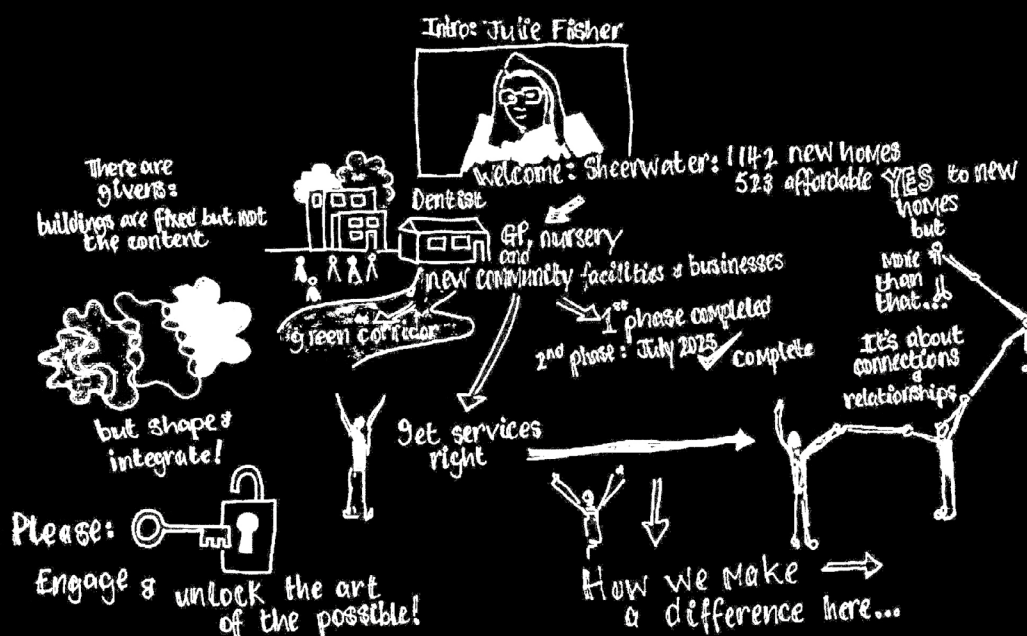 Intro: Julie Fisher
Welcome: Sheerwater: 1142 new homes
523 affordable
YES to new
homes
but
More
than
that...!!
It's about
connections
&
relationships
There are
givens:
buildings are fixed but not
the content
but shape &
integrate!
Dentist
GP, nursery
and
new community facilities & businesses
green corridor
1st phase completed
2nd phase: July 2025
Complete
get services
right
Please:
Engage & unlock the art
of the possible!
How we make
a difference here...